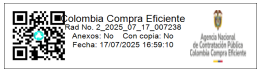 Colombia Compra Eficiente
Rad No. 2_2025_07_17_007238
Anexos: No Con copia: No
Fecha: 17/07/2025 16:59:10
Agencia Nacional
de Contratación Pública
Colombia Compra Eficiente